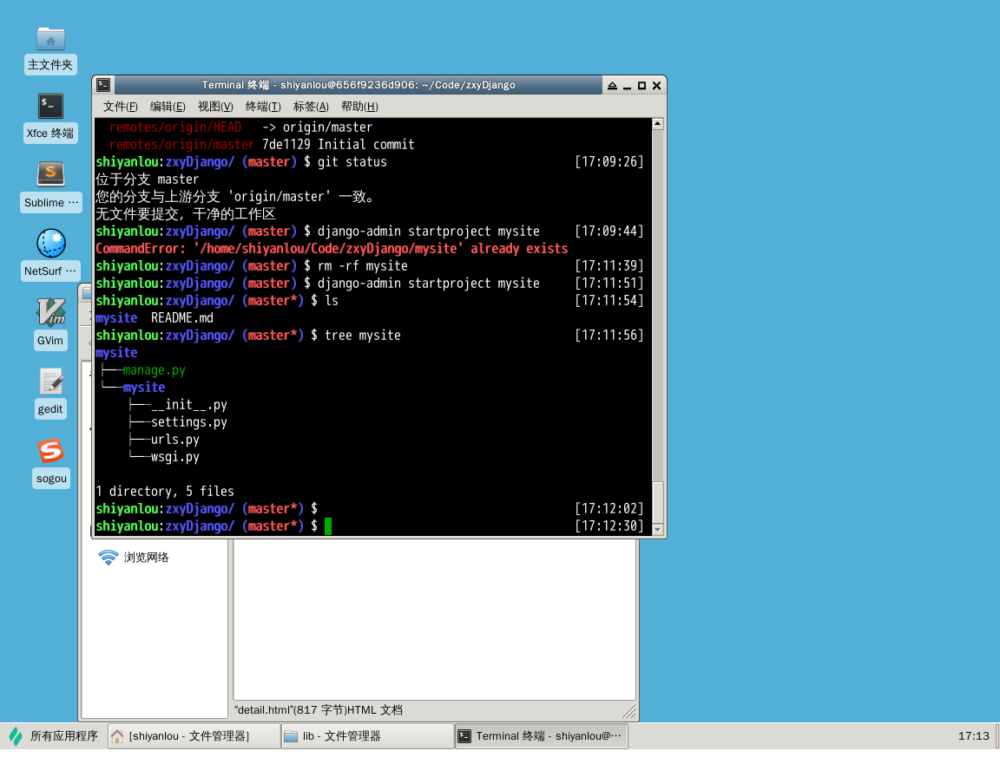 主文件夹
Xfce 终端
Sublime ⋯
NetSurf ⋯
GVim
gedit
sogou
Terminal 终端 - shiyanlou@656f9236d906: ~/Code/zxyDjango
文件(F) 编辑(E) 视图(V) 终端(T) 标签(A) 帮助(H)
remotes/origin/HEAD -> origin/master
remotes/origin/master 7de1129 Initial commit
shiyanlou:zxyDjango/ (master) $ git status [17:09:26]
位于分支 master
您的分支与上游分支 'origin/master' 一致。
无文件要提交，干净的工作区
shiyanlou:zxyDjango/ (master) $ django-admin startproject mysite [17:09:44]
CommandError: '/home/shiyanlou/Code/zxyDjango/mysite' already exists
shiyanlou:zxyDjango/ (master) $ rm -rf mysite [17:11:39]
shiyanlou:zxyDjango/ (master) $ django-admin startproject mysite [17:11:51]
shiyanlou:zxyDjango/ (master*) $ ls [17:11:54]
mysite README.md
shiyanlou:zxyDjango/ (master*) $ tree mysite [17:11:56]
mysite
├──manage.py
└──mysite
├──__init__.py
├──settings.py
├──urls.py
└──wsgi.py
1 directory, 5 files
shiyanlou:zxyDjango/ (master*) $ [17:12:02]
shiyanlou:zxyDjango/ (master*) $ [17:12:30]
浏览网络
“detail.html”(817 字节)HTML 文档
所有应用程序 [shiyanlou - 文件管理器] lib - 文件管理器 Terminal 终端 - shiyanlou@⋯ 17:13